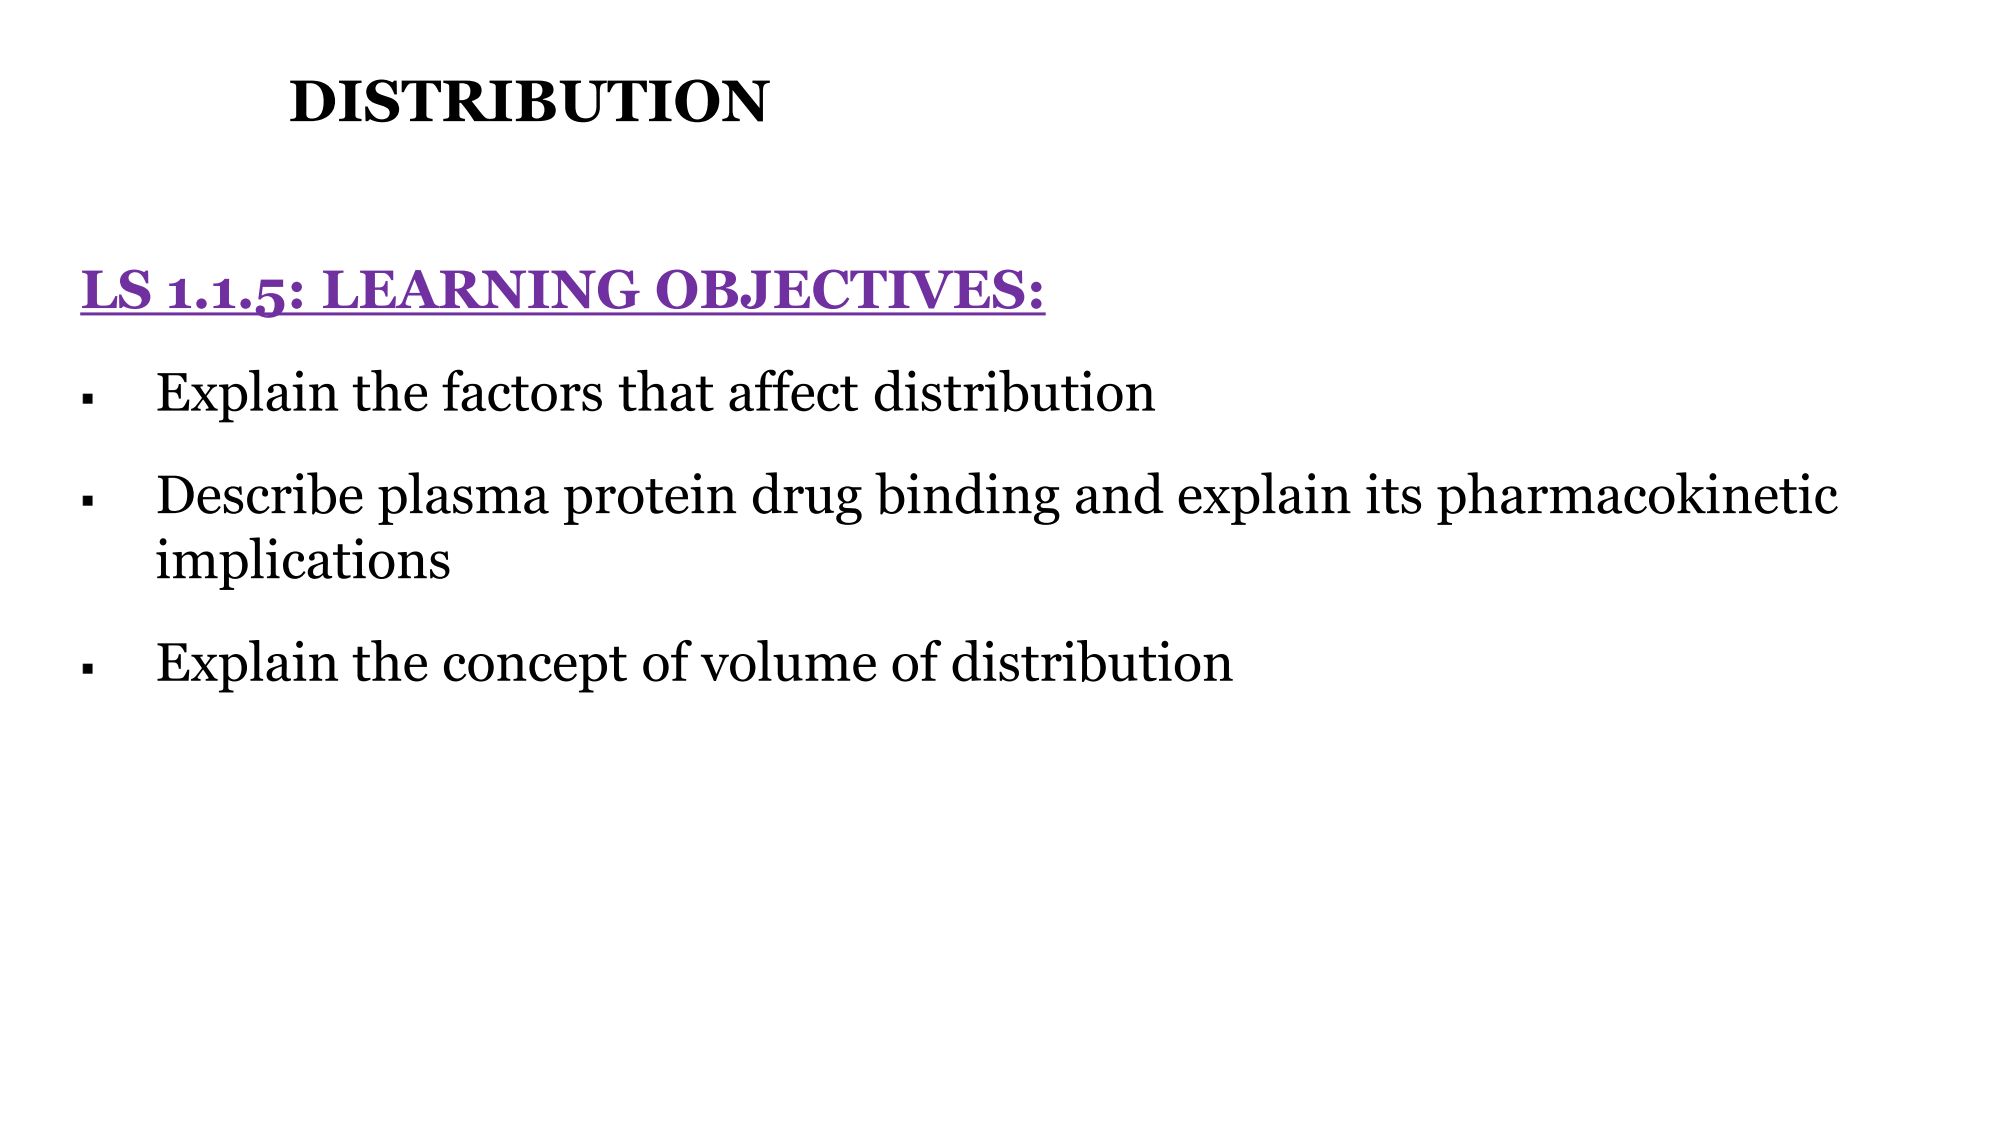 DISTRIBUTION
LS 1.1.5: LEARNING OBJECTIVES:
▪ Explain the factors that affect distribution
▪ Describe plasma protein drug binding and explain its pharmacokinetic
implications
▪ Explain the concept of volume of distribution